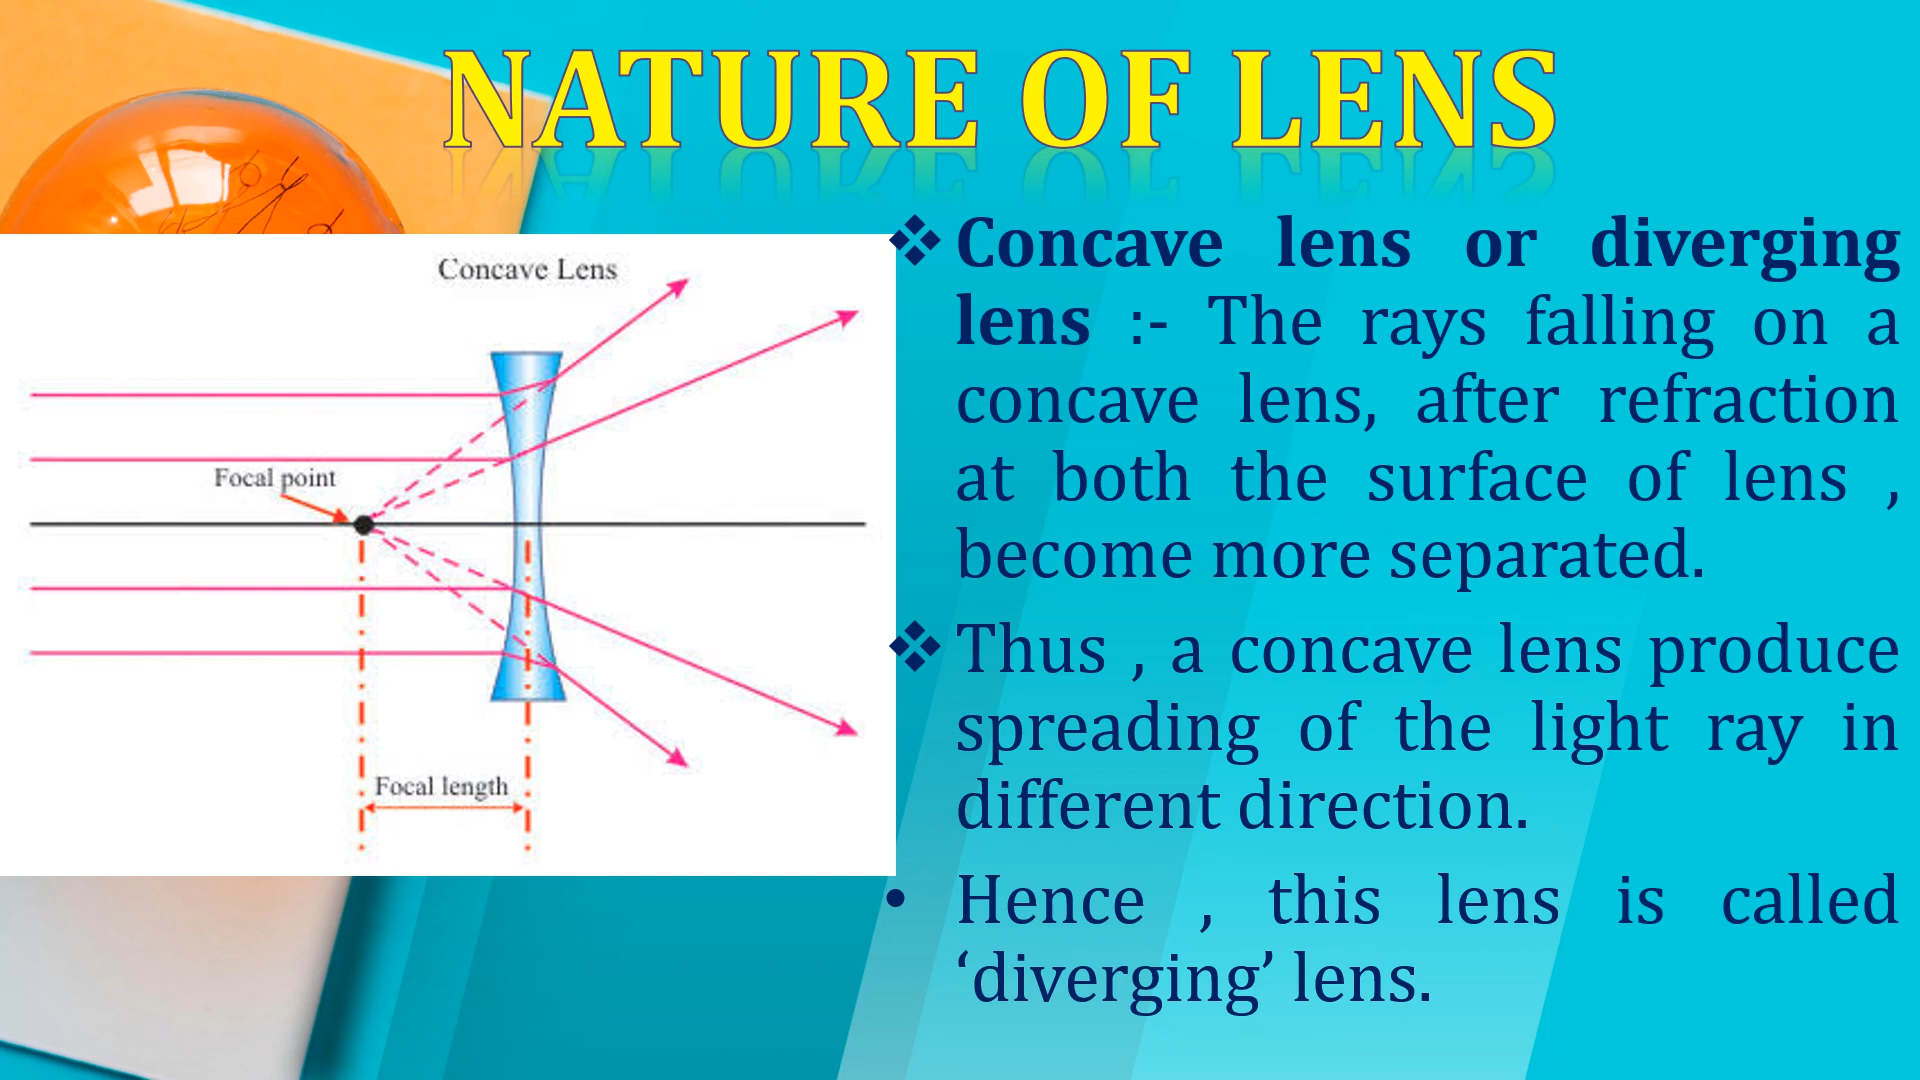 NATURE OF LENS
Concave Lens
Focal point
Focal length
❖ Concave lens or diverging
lens :- The rays falling on a
concave lens, after refraction
at both the surface of lens ,
become more separated.
❖ Thus , a concave lens produce
spreading of the light ray in
different direction.
• Hence , this lens is called
‘diverging’ lens.